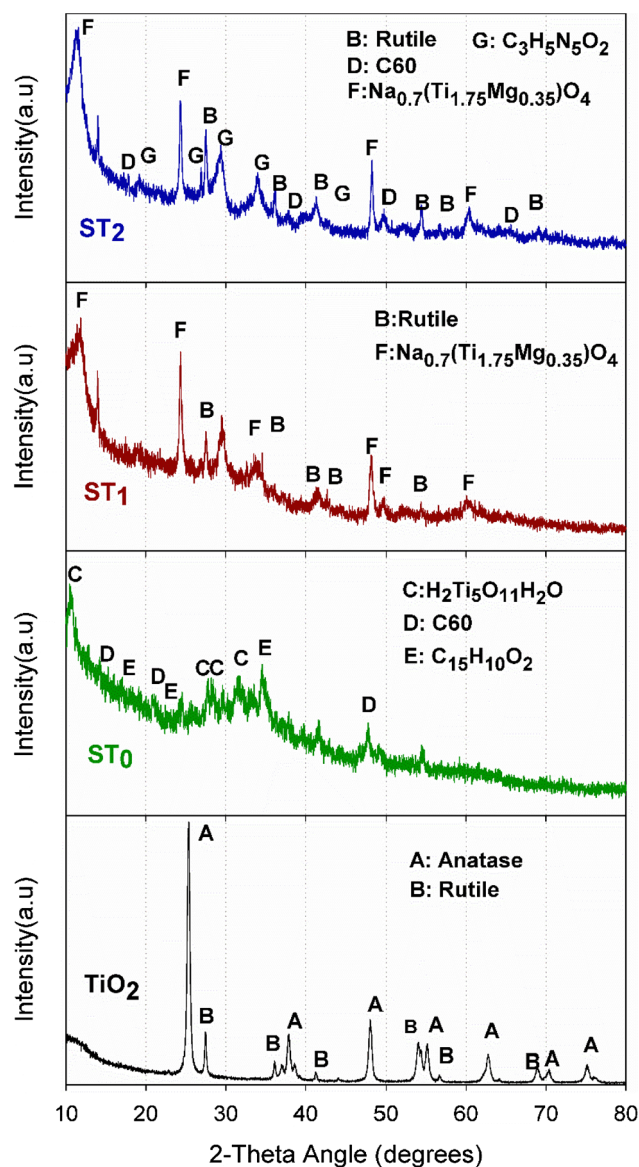 B: Rutile G: C3H5N5O2
D: C60
F:Na0.7(Ti1.75Mg0.35)O4
F
F
B
D G G G G B B G D F D B B F D B
ST2
Intensity(a.u)
B:Rutile
F:Na0.7(Ti1.75Mg0.35)O4
F
F
B F B B B F F B F
ST1
Intensity(a.u)
C:H2Ti5O11H2O
D: C60
E: C15H10O2
C
D E D E C C C E D
ST0
Intensity(a.u)
A: Anatase
B: Rutile
A
B B A B A B A B A B A A
TiO2
Intensity(a.u)
10 20 30 40 50 60 70 80
2-Theta Angle (degrees)